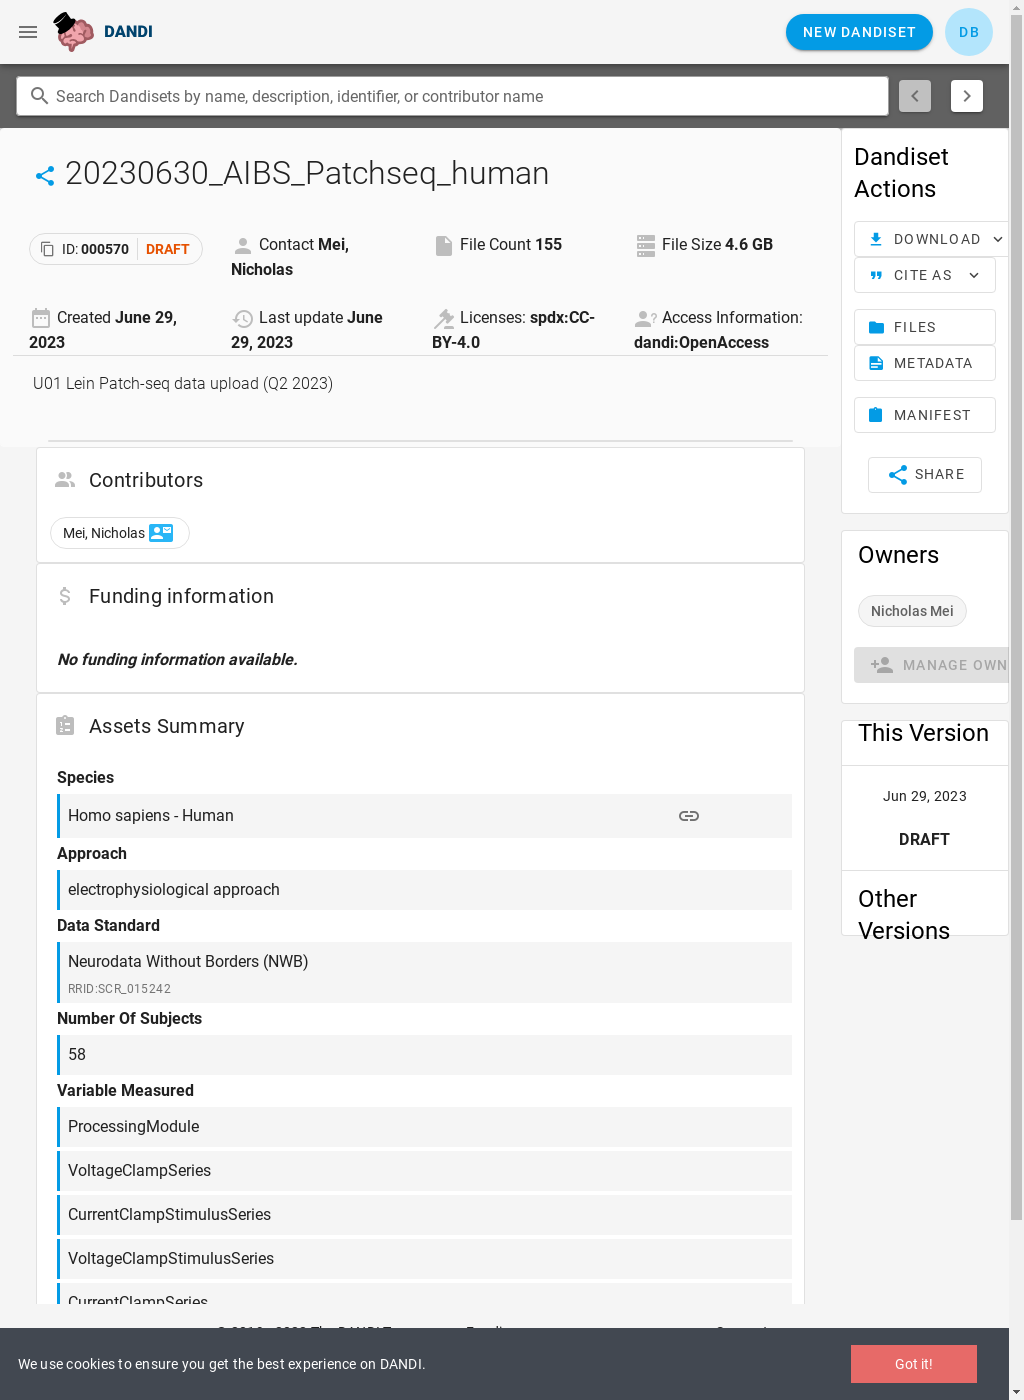 DANDI
NEW DANDISET
DB
Search Dandisets by name, description, identifier, or contributor name
20230630_AIBS_Patchseq_human
ID: 000570 DRAFT
Contact Mei, Nicholas
File Count 155
File Size 4.6 GB
Created June 29, 2023
Last update June 29, 2023
Licenses: spdx:CC-BY-4.0
Access Information: dandi:OpenAccess
U01 Lein Patch-seq data upload (Q2 2023)
Contributors
Mei, Nicholas
Funding information
No funding information available.
Assets Summary
Species
Homo sapiens - Human
Approach
electrophysiological approach
Data Standard
Neurodata Without Borders (NWB)
RRID:SCR_015242
Number Of Subjects
58
Variable Measured
ProcessingModule
VoltageClampSeries
CurrentClampStimulusSeries
VoltageClampStimulusSeries
CurrentClampSeries
Dandiset
Actions
DOWNLOAD
CITE AS
FILES
METADATA
MANIFEST
SHARE
Owners
Nicholas Mei
MANAGE OWN
This Version
Jun 29, 2023
DRAFT
Other
Versions
We use cookies to ensure you get the best experience on DANDI.
Got it!